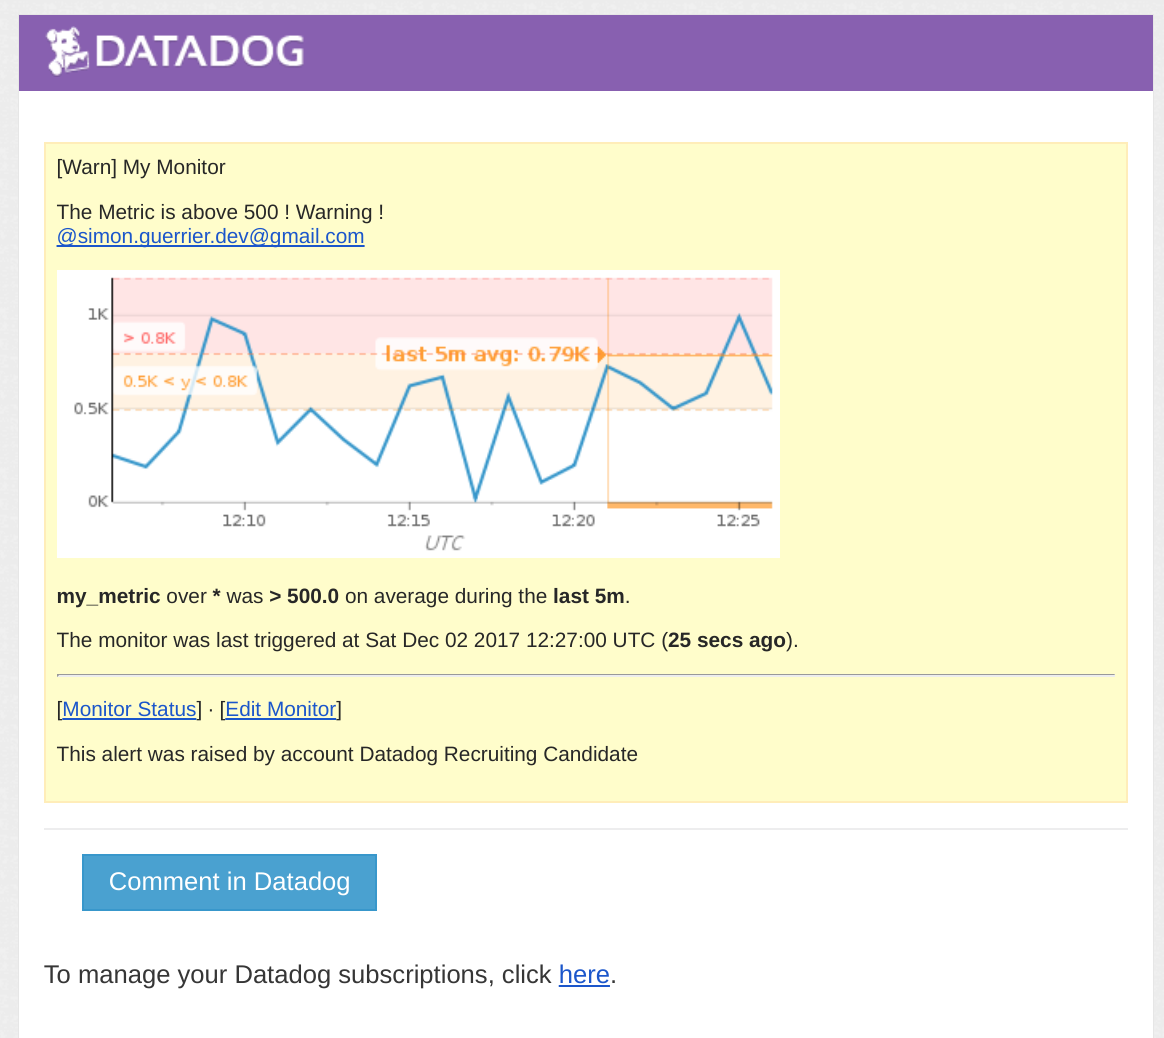 DATADOG
[Warn] My Monitor
The Metric is above 500 ! Warning !
@simon.guerrier.dev@gmail.com
1K
> 0.8K
last 5m avg: 0.79K
0.5K < y < 0.8K
0.5K
0K
12:10 12:15 12:20 12:25
UTC
my_metric over * was > 500.0 on average during the last 5m.
The monitor was last triggered at Sat Dec 02 2017 12:27:00 UTC (25 secs ago).
[Monitor Status] · [Edit Monitor]
This alert was raised by account Datadog Recruiting Candidate
Comment in Datadog
To manage your Datadog subscriptions, click here.